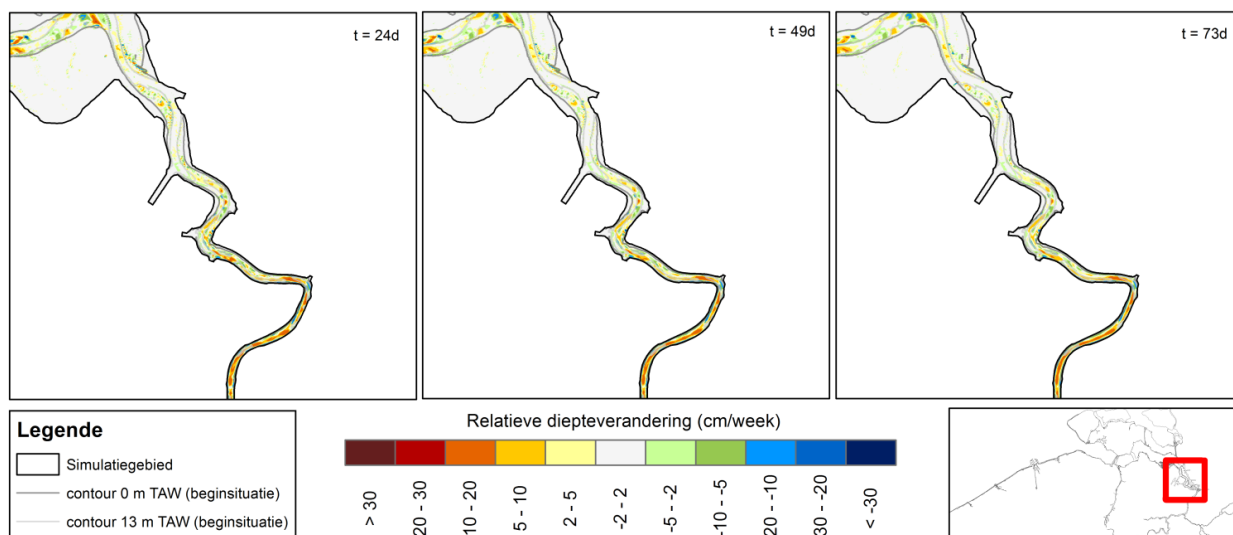 t = 24d
t = 49d
t = 73d
Legende
Simulatiegebied
contour 0 m TAW (beginsituatie)
contour 13 m TAW (beginsituatie)
Relatieve diepteverandering (cm/week)
> 30
20 - 30
10 - 20
5 - 10
2 - 5
-2 - 2
-5 - -2
-10 - -5
20 - -10
30 - -20
< -30